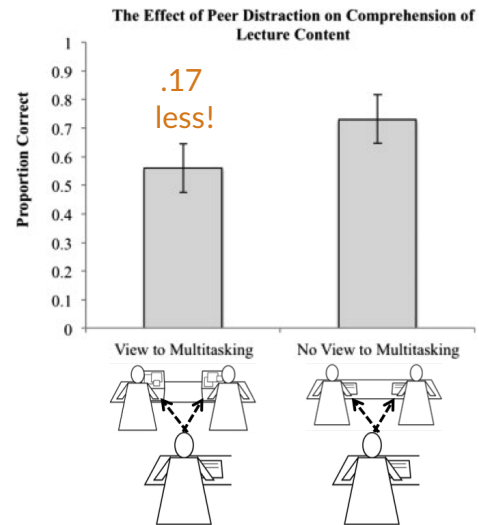 The Effect of Peer Distraction on Comprehension of
Lecture Content
Proportion Correct
1
0.9
0.8
0.7
0.6
0.5
0.4
0.3
0.2
0.1
0
.17
less!
View to Multitasking
No View to Multitasking